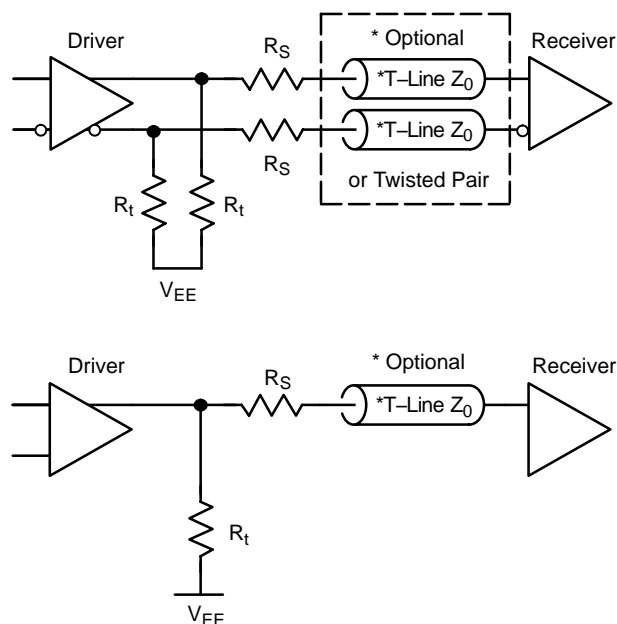 Driver
R_S
* Optional
Receiver
*T–Line Z_0
*T–Line Z_0
R_S
or Twisted Pair
R_t
R_t
V_EE
Driver
R_S
* Optional
Receiver
*T–Line Z_0
R_t
V_EE